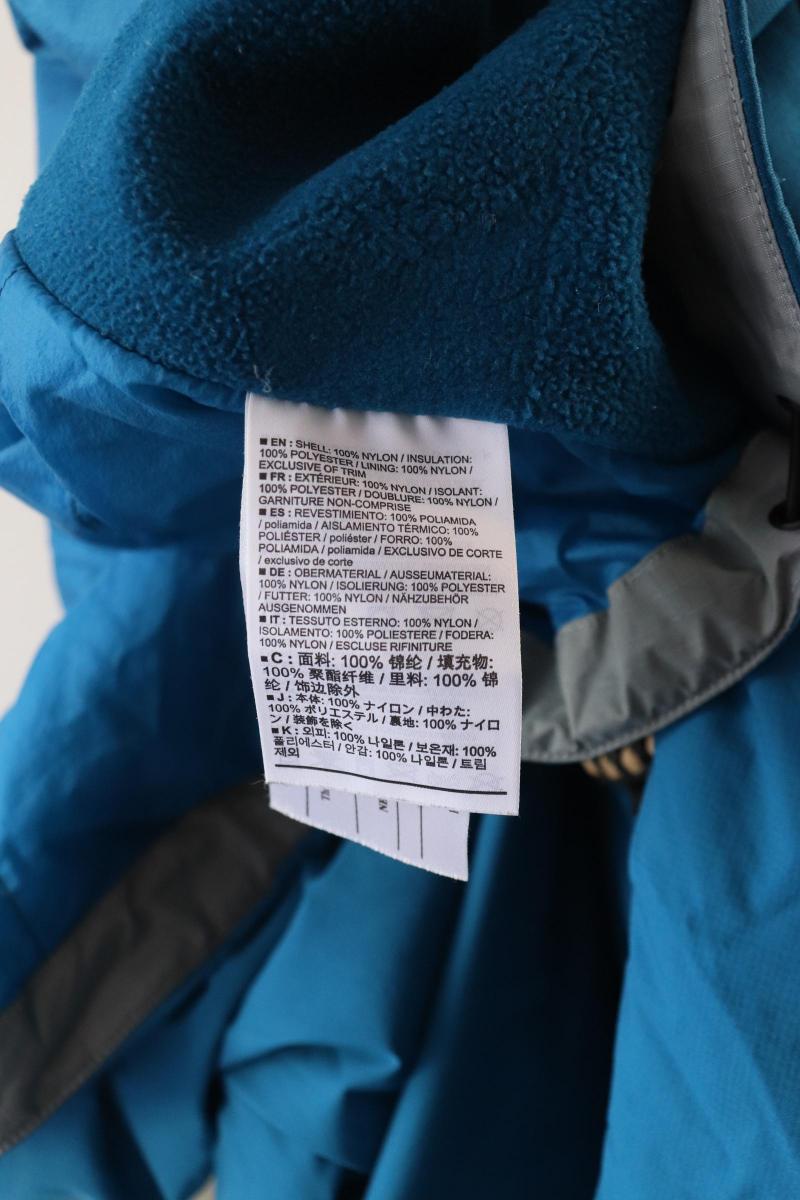 ■ EN : SHELL: 100% NYLON / INSULATION:
100% POLYESTER / LINING: 100% NYLON /
EXCLUSIVE OF TRIM
■ FR : EXTÉRIEUR: 100% NYLON / ISOLANT:
100% POLYESTER / DOUBLURE: 100% NYLON /
GARNITURE NON-COMPRISE
■ ES : REVESTIMIENTO: 100% POLIAMIDA
/ poliamida / AISLAMIENTO TÉRMICO: 100%
POLIÉSTER / poliéster / FORRO: 100%
POLIAMIDA / poliamida / EXCLUSIVO DE CORTE
/ exclusivo de corte
■ DE : OBERMATERIAL / AUSSEUMATERIAL:
100% NYLON / ISOLIERUNG: 100% POLYESTER
/ FUTTER: 100% NYLON / NÄHZUBEHÖR
AUSGENOMMEN
■ IT : TESSUTO ESTERNO: 100% NYLON /
ISOLAMENTO: 100% POLIESTERE / FODERA:
100% NYLON / ESCLUSE RIFINITURE
■ C : 面料: 100% 锦纶 / 填充物:
100% 聚酯纤维 / 里料: 100% 锦
纶 / 饰边除外
■ J : 本体: 100% ナイロン / 中わた:
100% ポリエステル / 裏地: 100% ナイロ
ン / 装飾を除く
■ K : 외피: 100% 나일론 / 보온재: 100%
폴리에스터 / 안감: 100% 나일론 / 트림
제외